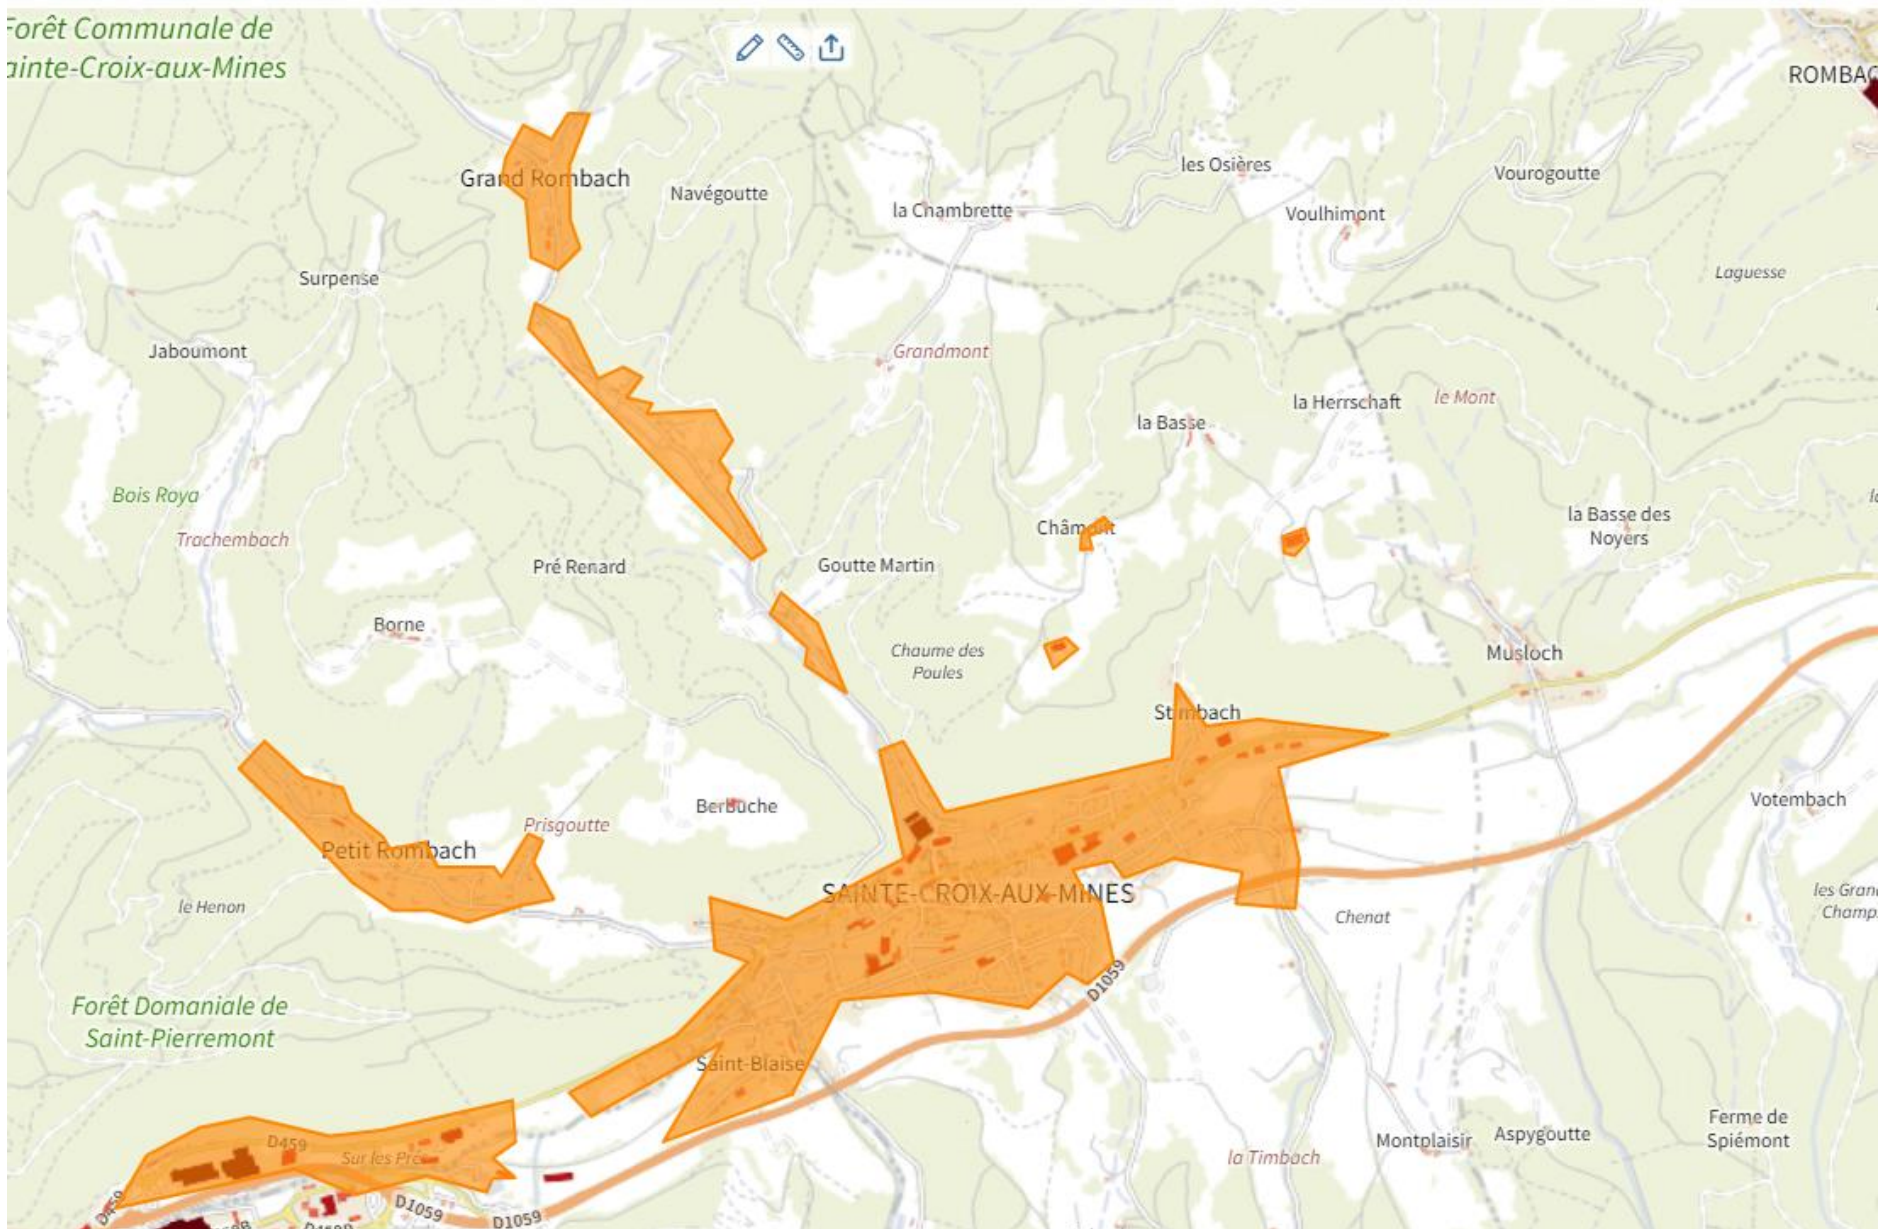 Forêt Communale de
ainte-Croix-aux-Mines
ROMBAC
Grand Rombach
Navégoutte
la Chambrette
les Osières
Vourogoutte
Voulhimont
Surpense
Laguesse
Jaboumont
Grandmont
la Herrschaft
le Mont
la Basse
Bois Roya
Trachembach
Châmont
la Basse des
Noyers
Pré Renard
Goutte Martin
Borne
Chaume des
Poules
Musloch
Stimbach
Votembach
Berbuche
Prisgoutte
Petit Rombach
SAINTE-CROIX-AUX-MINES
le Henon
Chenat
les Gran
Champ
D1059
Forêt Domaniale de
Saint-Pierremont
Saint-Blaise
Ferme de
Spiémont
Montplaisir
Aspygoutte
la Timbach
D459
Sur les Prés
D459
D1059
D1059